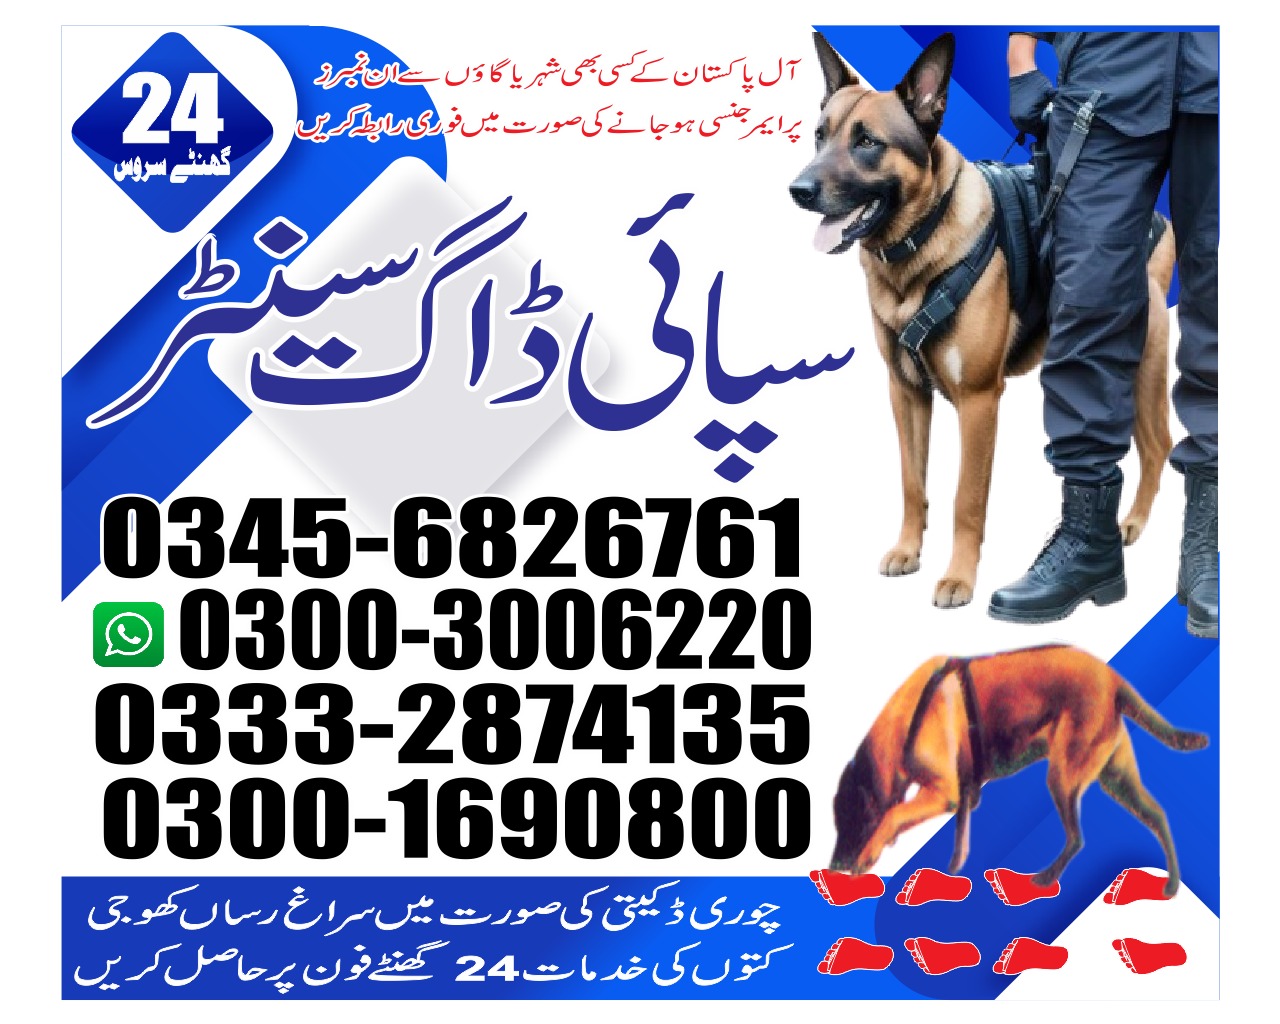 آل پاکستان کے کسی بھی شہر یا گاؤں سے ان نمبرز
پر ایمرجنسی ہو جانے کی صورت میں فوری رابطہ کریں
24
گھنٹے سروس
سپائی ڈاگ سینٹر
0345-6826761
0300-3006220
0333-2874135
0300-1690800
چوری ڈکیتی کی صورت میں سراغ رساں کھوجی
کتوں کی خدمات 24 گھنٹے فون پر حاصل کریں